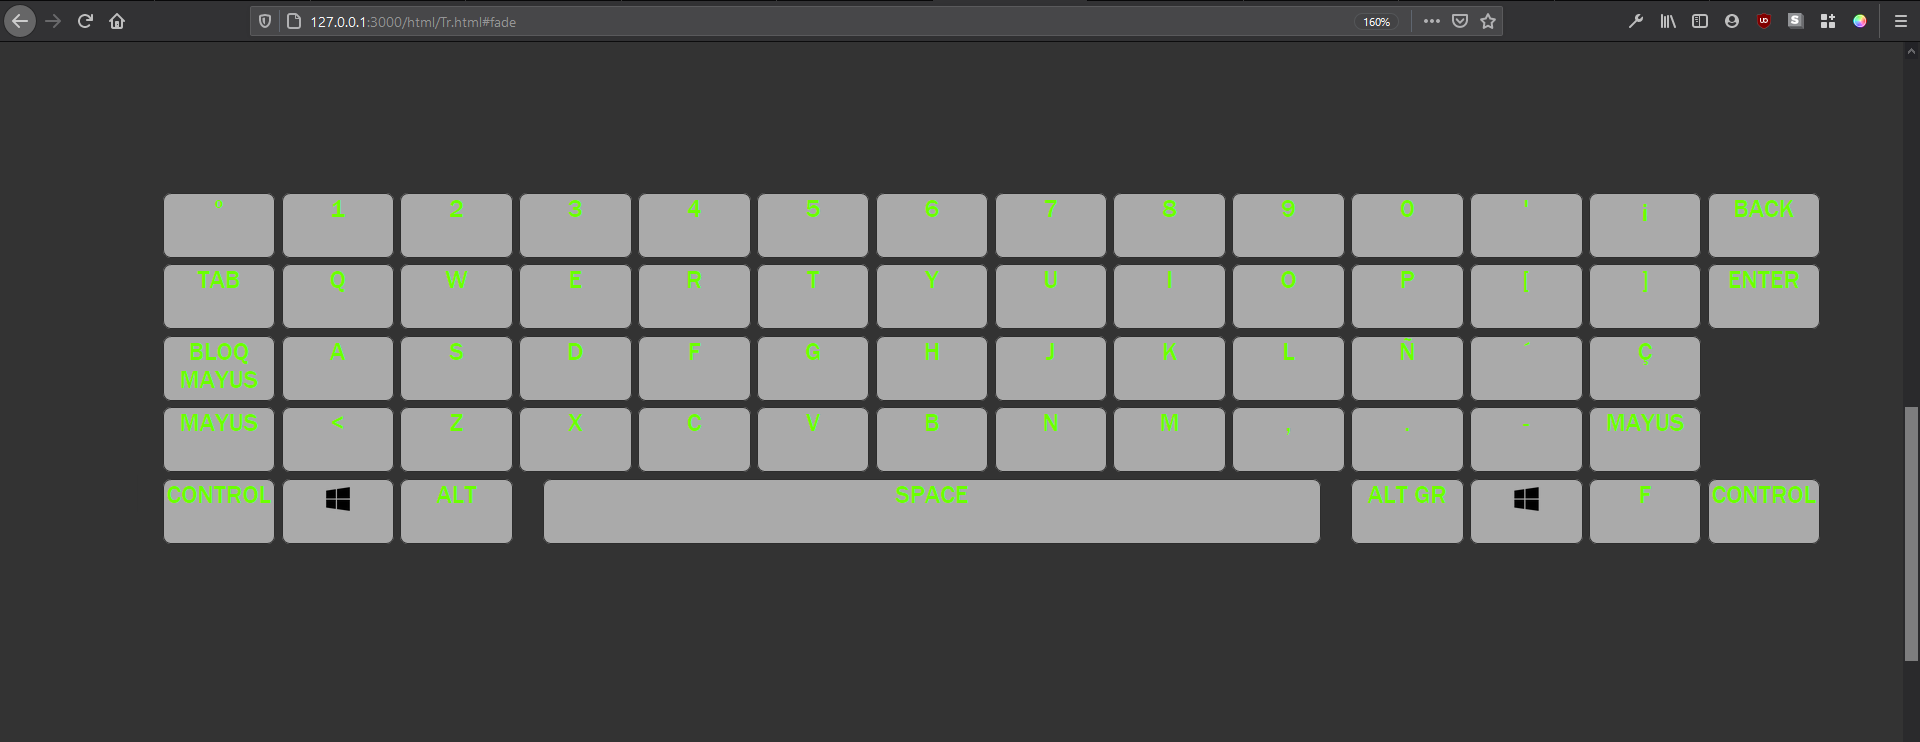 127.0.0.1:3000/html/Tr.html#fade 160%
º 1 2 3 4 5 6 7 8 9 0 ' ¡ BACK
TAB Q W E R T Y U I O P [ ] ENTER
BLOQ MAYUS A S D F G H J K L Ñ ´ Ç
MAYUS < Z X C V B N M , . - MAYUS
CONTROL ALT SPACE ALT GR F CONTROL